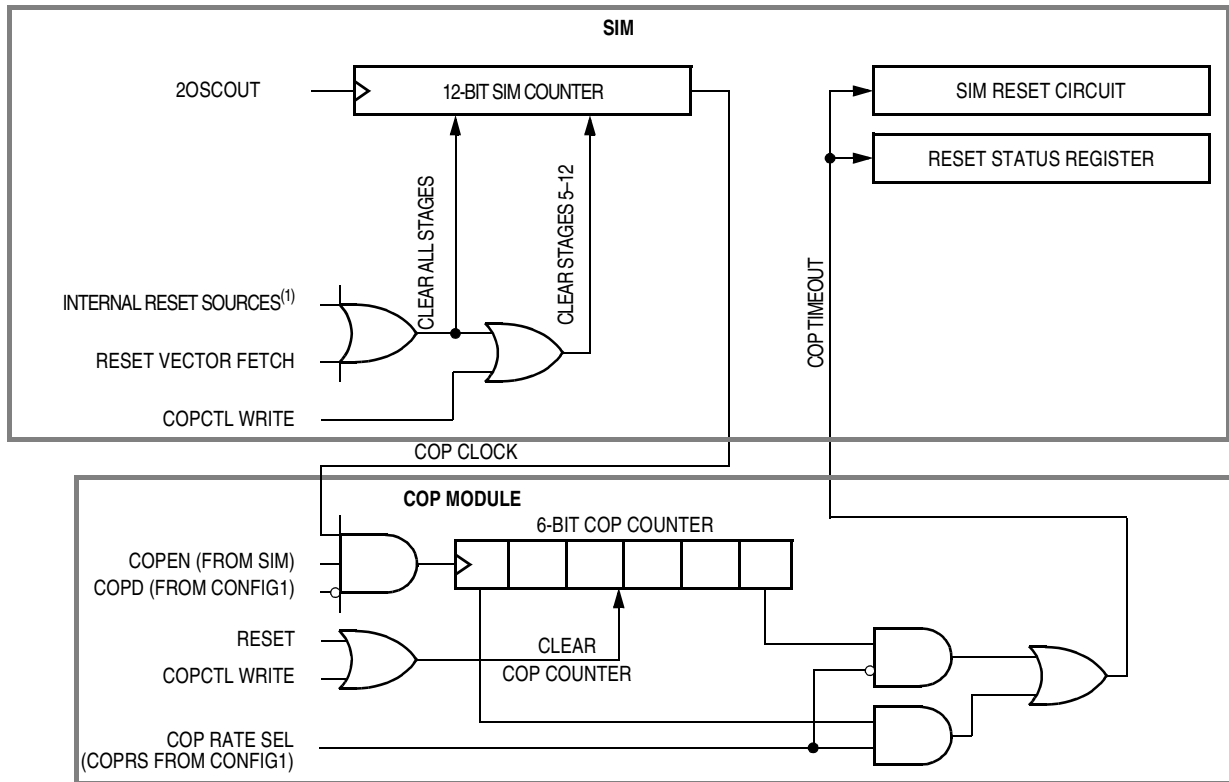 SIM
2OSCOUT
12-BIT SIM COUNTER
SIM RESET CIRCUIT
RESET STATUS REGISTER
CLEAR ALL STAGES
CLEAR STAGES 5–12
COP TIMEOUT
INTERNAL RESET SOURCES(1)
RESET VECTOR FETCH
COPCTL WRITE
COP CLOCK
COP MODULE
6-BIT COP COUNTER
COPEN (FROM SIM)
COPD (FROM CONFIG1)
RESET
CLEAR
COPCTL WRITE
COP COUNTER
COP RATE SEL
(COPRS FROM CONFIG1)